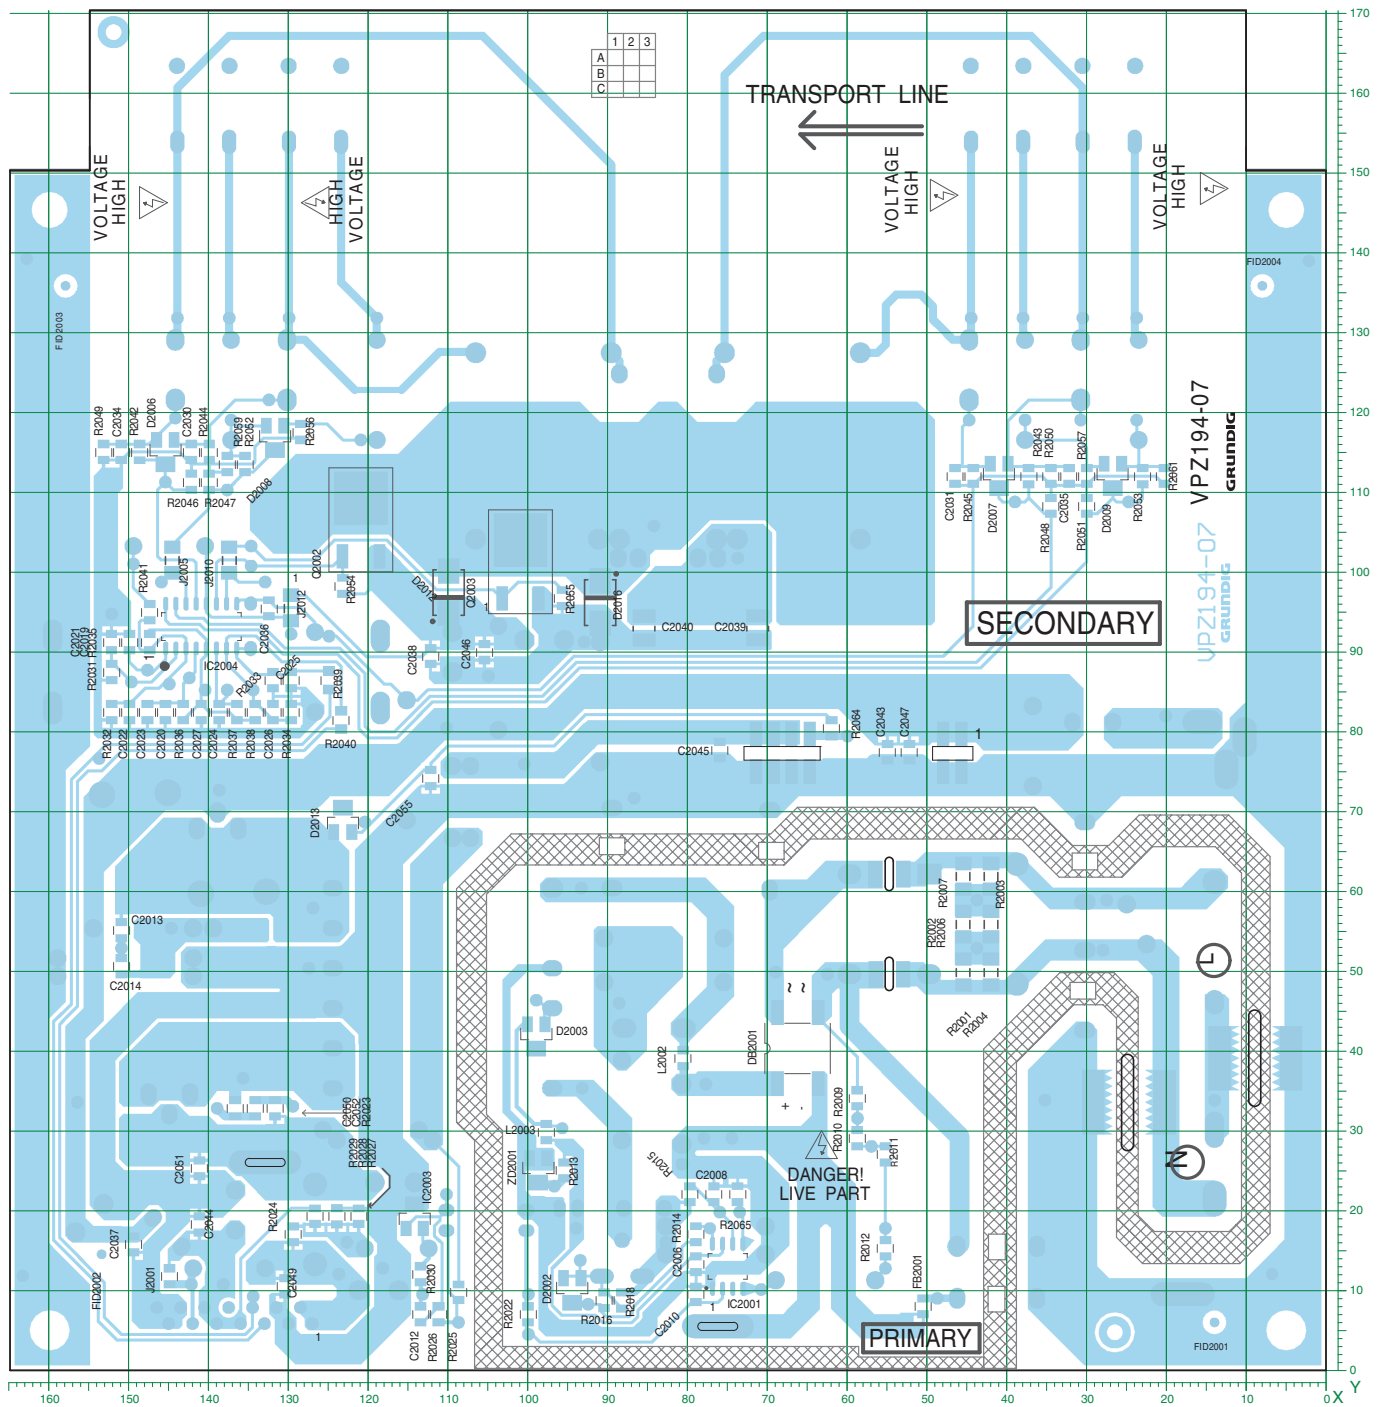 1 2 3
A
B
C
TRANSPORT LINE
VOLTAGE
HIGH
HIGH
VOLTAGE
VOLTAGE
HIGH
VOLTAGE
HIGH
FID2003
FID2004
R2049
C2034
R2042
D2006
C2030
R2044
R2059
R2052
R2056
R2046
R2047
D2008
R2043
R2050
R2057
R2061
C2031
R2045
D2007
R2048
C2035
R2051
D2009
R2053
VPZ194-07
GRUNDIG
VPZ194-07
GRUNDIG
R2041
J2005
J2010
Q2002
R2054
J2012
1
D2012
Q2003
1
R2055
D2016
C2021
C2019
R2035
R2031
1
IC2004
C2036
C2025
R2033
R2039
C2038
C2046
C2040
C2039
SECONDARY
R2032
C2022
C2023
C2020
R2036
C2027
C2024
R2037
R2038
C2026
R2034
R2040
R2064
C2043
C2047
1
C2045
D2013
C2055
C2013
C2014
R2007
R2003
R2002
R2006
L
R2001
R2004
~ ~
D2003
L2002
DB2001
+ -
C2050
C2052
R2023
R2029
R2028
R2027
L2003
ZD2001
R2013
R2015
C2008
R2009
R2010
R2011
DANGER!
LIVE PART
N
C2051
C2044
R2024
IC2003
C2037
J2001
FID2002
C2049
1
R2030
C2012
R2026
R2025
R2022
D2002
R2016
R2018
R2014
R2065
C2006
C2010
1
IC2001
R2012
FB2001
PRIMARY
FID2001
170
160
150
140
130
120
110
100
90
80
70
60
50
40
30
20
10
0
Y
160 150 140 130 120 110 100 90 80 70 60 50 40 30 20 10 0 X